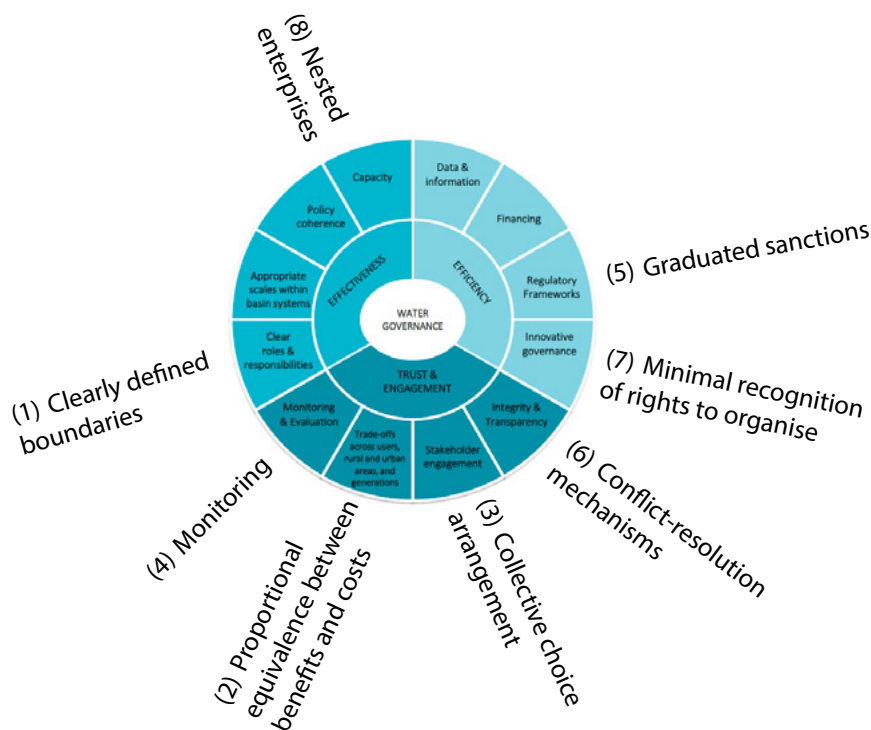 (8) Nested
enterprises
Capacity
Data &
information
Policy
coherence
Financing
Appropriate
scales within
basin systems
EFFECTIVENESS
EFFICIENCY
Regulatory
Frameworks
(5) Graduated sanctions
WATER
GOVERNANCE
Clear
roles &
responsibilities
Innovative
governance
(1) Clearly defined
boundaries
TRUST &
ENGAGEMENT
(7) Minimal recognition
of rights to organise
Monitoring
& Evaluation
Integrity &
Transparency
Trade-offs
across users,
rural and urban
areas, and
generations
Stakeholder
engagement
(6) Conflict-resolution
mechanisms
(4) Monitoring
(2) Proportional
equivalence between
benefits and costs
(3) Collective choice
arrangement